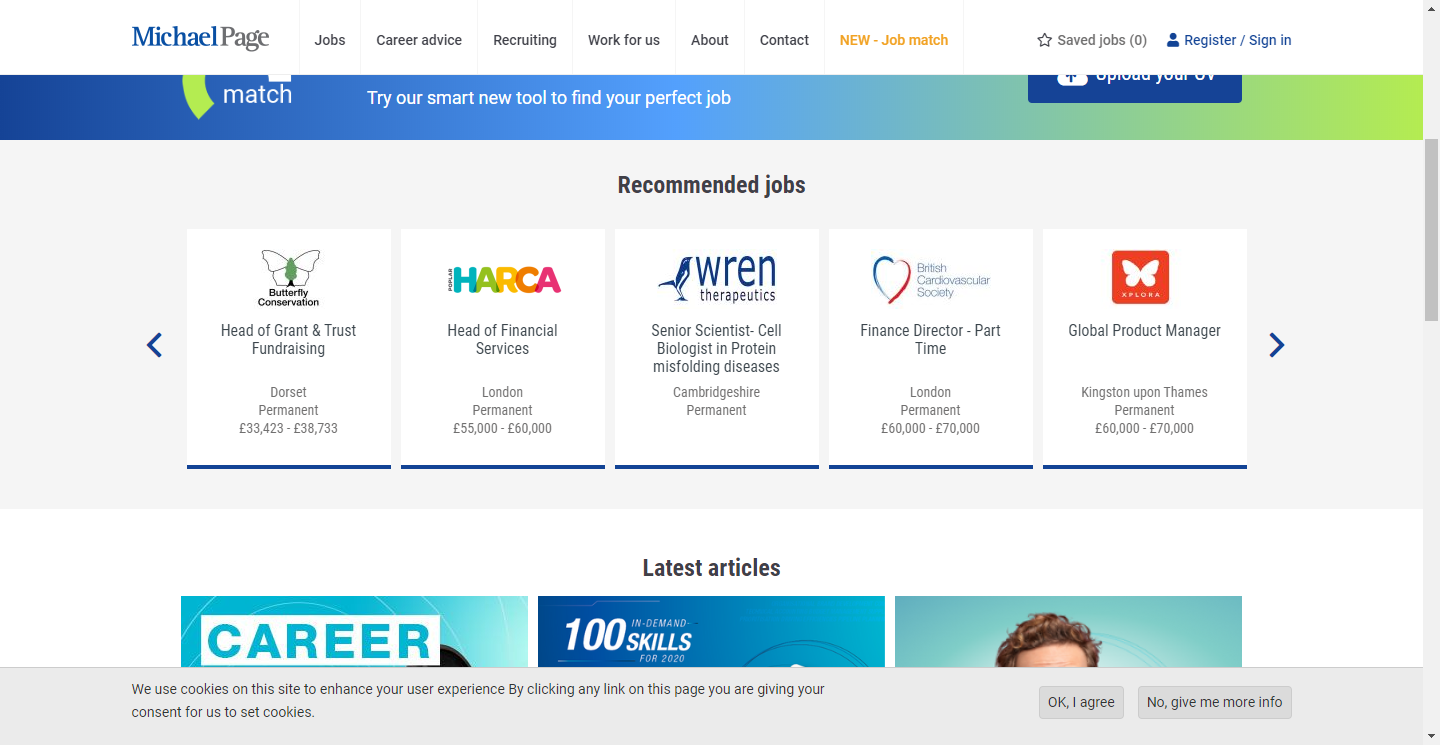 MichaelPage
Jobs
Career advice
Recruiting
Work for us
About
Contact
NEW - Job match
Saved jobs (0)
Register / Sign in
match
Try our smart new tool to find your perfect job
Upload your CV
Recommended jobs
Butterfly
Conservation
Head of Grant & Trust
Fundraising
Dorset
Permanent
£33,423 - £38,733
POPLAR
HARCA
Head of Financial
Services
London
Permanent
£55,000 - £60,000
wren
therapeutics
Senior Scientist- Cell
Biologist in Protein
misfolding diseases
Cambridgeshire
Permanent
British
Cardiovascular
Society
Finance Director - Part
Time
London
Permanent
£60,000 - £70,000
XPLORA
Global Product Manager
Kingston upon Thames
Permanent
£60,000 - £70,000
Latest articles
CAREER
100 IN-DEMAND-
SKILLS
FOR 2020
We use cookies on this site to enhance your user experience By clicking any link on this page you are giving your
consent for us to set cookies.
OK, I agree
No, give me more info